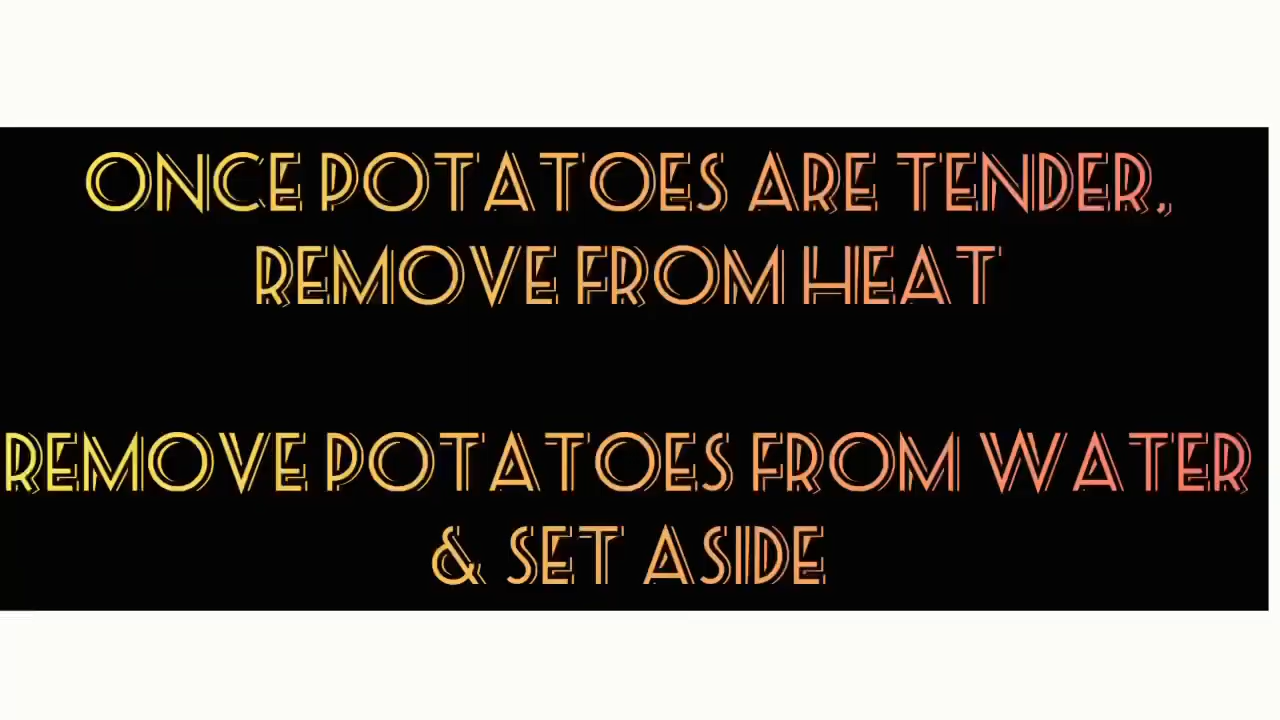 ONCE POTATOES ARE TENDER,
REMOVE FROM HEAT
REMOVE POTATOES FROM WATER
& SET ASIDE